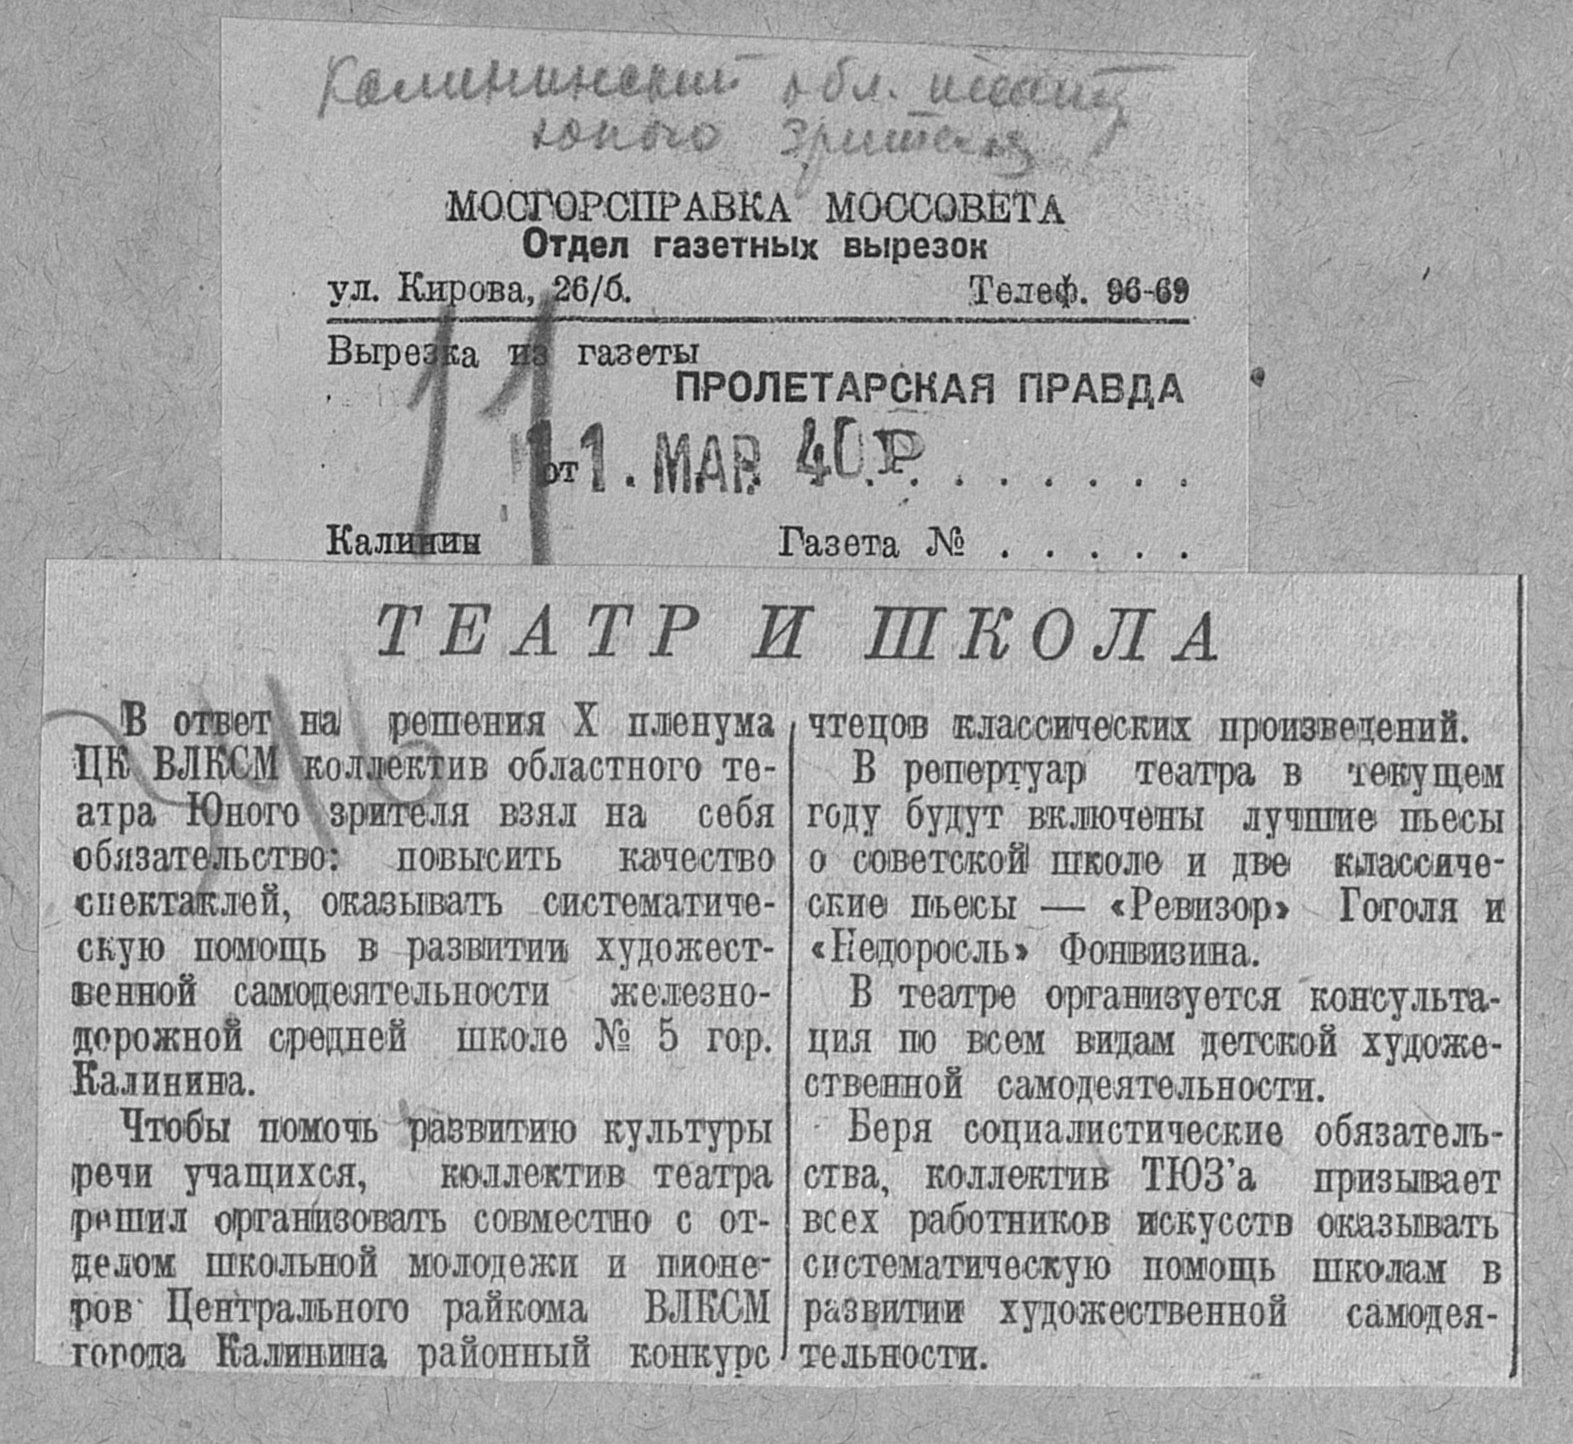 Калининский обл. театр
юного зрителя
МОСГОРСПРАВКА МОССОВЕТА
Отдел газетных вырезок
ул. Кирова, 26/б. Телеф. 96-69
Вырезка из газеты
ПРОЛЕТАРСКАЯ ПРАВДА
11
от 11. МАР. 40 Р . . . . . . . .
Калинин Газета № . . . . .
ТЕАТР И ШКОЛА
В ответ на решения X пленума
ЦК ВЛКСМ коллектив областного те-
атра Юного зрителя взял на себя
обязательство: повысить качество
спектаклей, оказывать систематиче-
скую помощь в развитии художест-
венной самодеятельности железно-
дорожной средней школе № 5 гор.
Калинина.
Чтобы помочь развитию культуры
речи учащихся, коллектив театра
решил организовать совместно с от-
делом школьной молодежи и пионе-
ров Центрального райкома ВЛКСМ
города Калинина районный конкурс
чтецов классических произведений.
В репертуар театра в текущем
году будут включены лучшие пьесы
о советской школе и две классиче-
ские пьесы — «Ревизор» Гоголя и
«Недоросль» Фонвизина.
В театре организуется консульта-
ция по всем видам детской художе-
ственной самодеятельности.
Беря социалистические обязатель-
ства, коллектив ТЮЗ'а призывает
всех работников искусств оказывать
систематическую помощь школам в
развитии художественной самодея-
тельности.